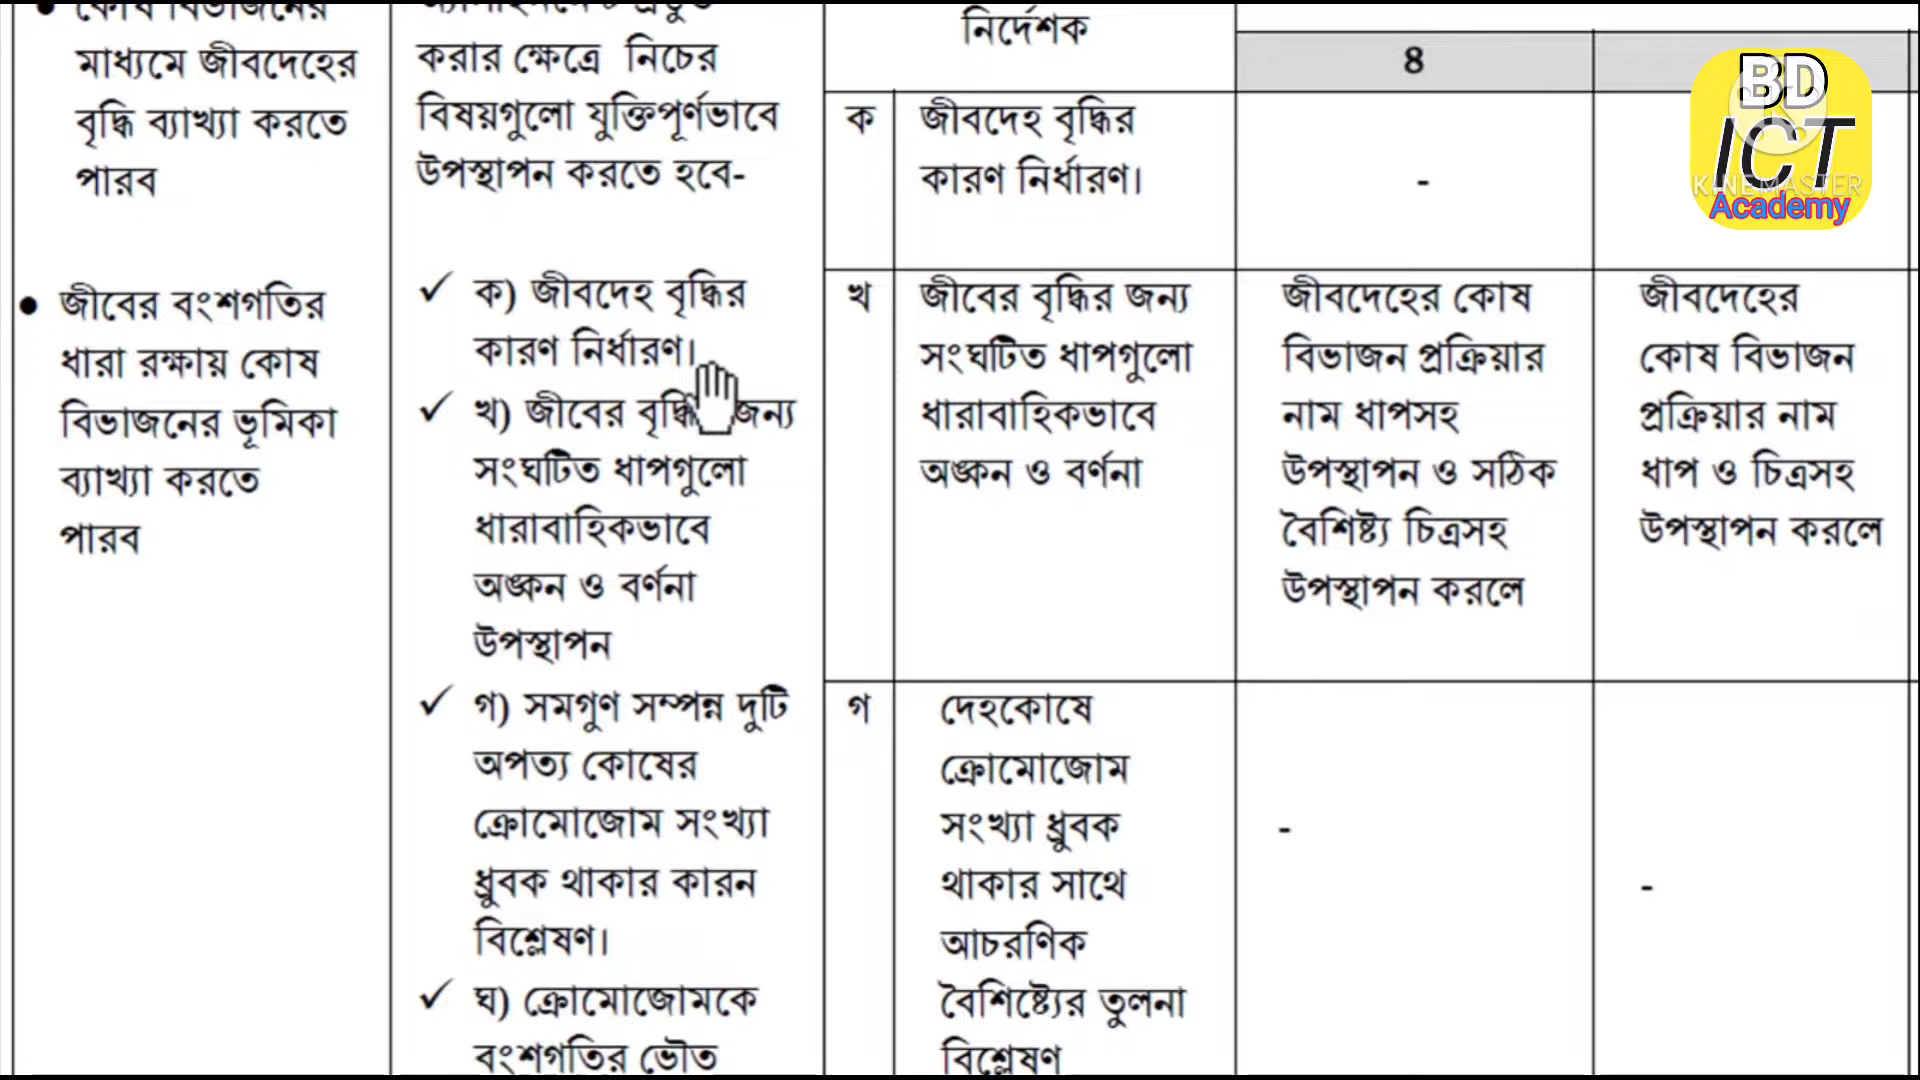 কোষ বিভাজনের
মাধ্যমে জীবদেহের
বৃদ্ধি ব্যাখ্যা করতে
পারব
জীবের বংশগতির
ধারা রক্ষায় কোষ
বিভাজনের ভূমিকা
ব্যাখ্যা করতে
পারব
করার ক্ষেত্রে নিচের
বিষয়গুলো যুক্তিপূর্ণভাবে
উপস্থাপন করতে হবে-
✓ ক) জীবদেহ বৃদ্ধির
কারণ নির্ধারণ।
✓ খ) জীবের জন্য
সংঘটিত ধাপগুলো
ধারাবাহিকভাবে
অঙ্কন ও বর্ণনা
উপস্থাপন
✓ গ) সমগুণ সম্পন্ন দুটি
অপত্য কোষের
ক্রোমোজোম সংখ্যা
ধ্রুবক থাকার কারন
বিশ্লেষণ।
✓ ঘ) ক্রোমোজোমকে
বংশগতির ভৌত
নির্দেশক
৪
ক
জীবদেহ বৃদ্ধির
কারণ নির্ধারণ।
-
খ
জীবের বৃদ্ধির জন্য
সংঘটিত ধাপগুলো
ধারাবাহিকভাবে
অঙ্কন ও বর্ণনা
জীবদেহের কোষ
বিভাজন প্রক্রিয়ার
নাম ধাপসহ
উপস্থাপন ও সঠিক
বৈশিষ্ট্য চিত্রসহ
উপস্থাপন করলে
জীবদেহের
কোষ বিভাজন
প্রক্রিয়ার নাম
ধাপ ও চিত্রসহ
উপস্থাপন করলে
গ
দেহকোষে
ক্রোমোজোম
সংখ্যা ধ্রুবক
থাকার সাথে
আচরণিক
বৈশিষ্ট্যের তুলনা
বিশ্লেষণ
-
-
BD
ICT
KINEMASTER
Academy